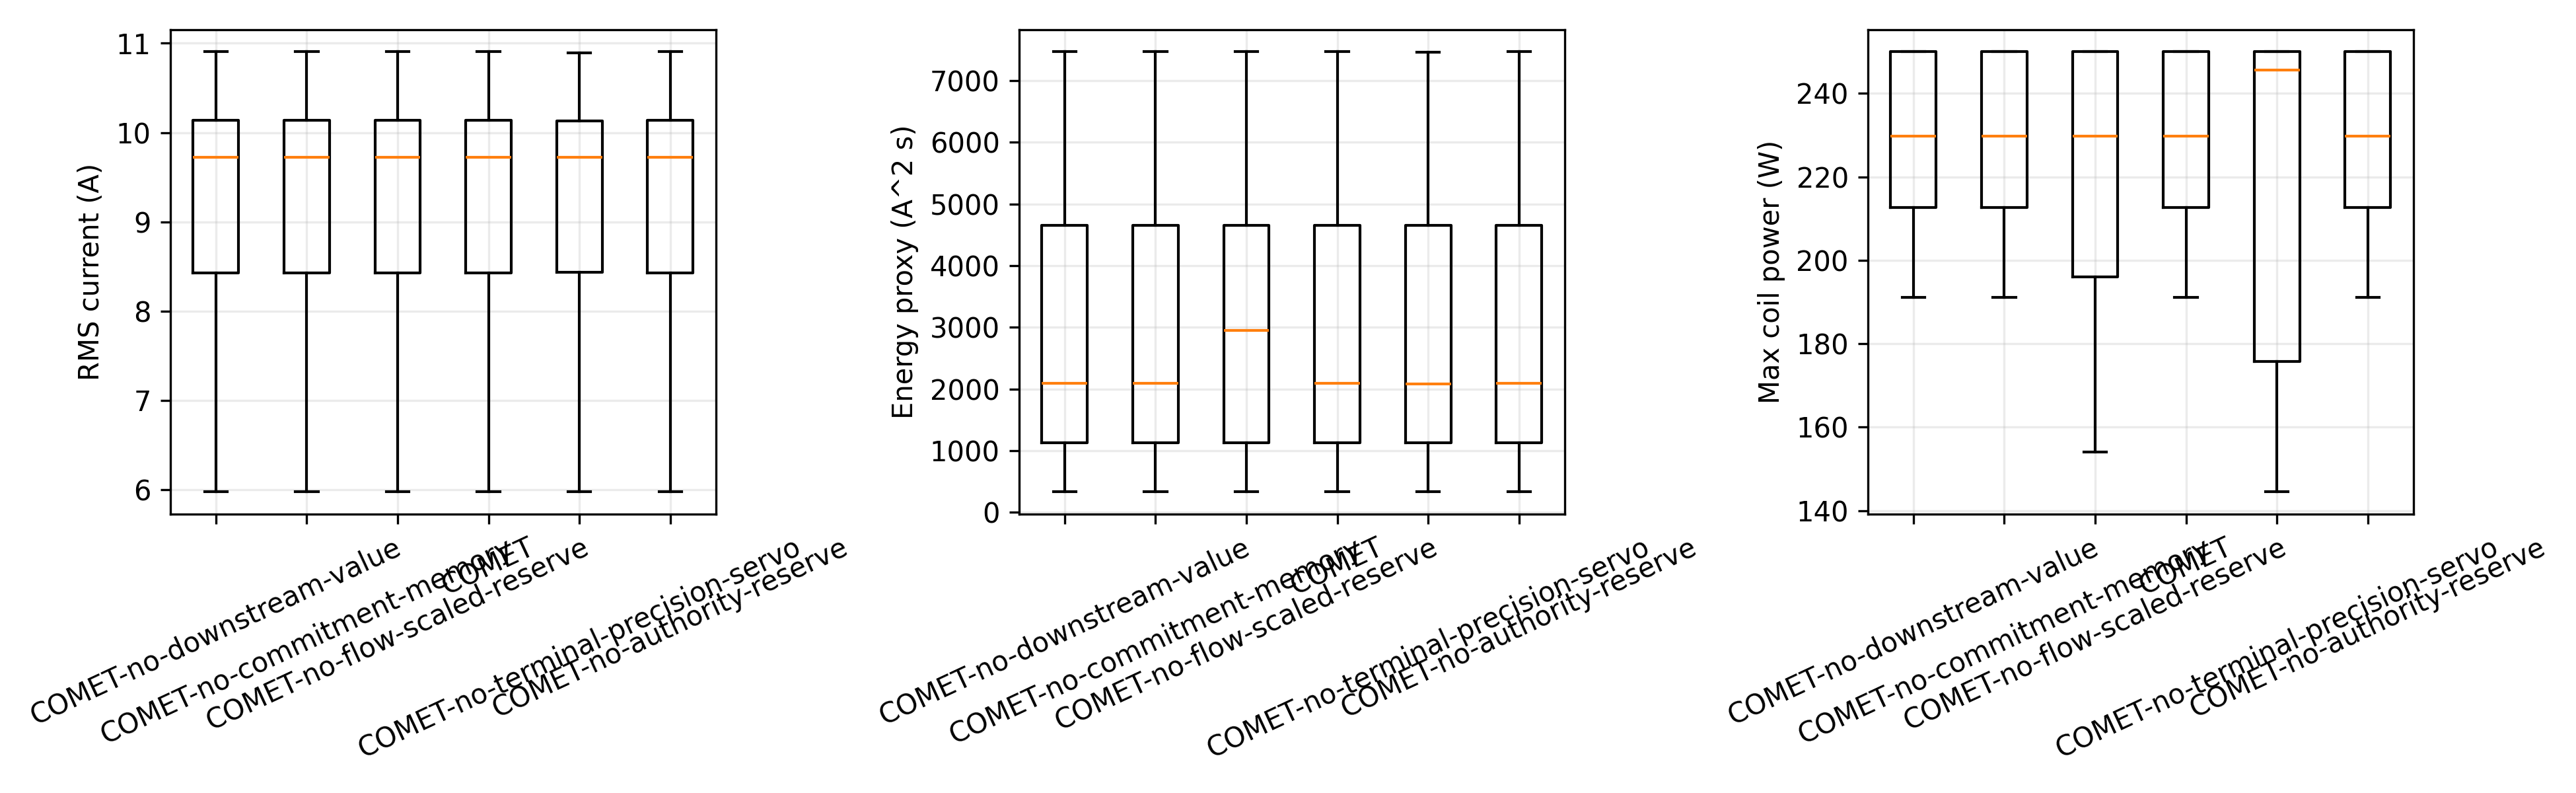 RMS current (A)
11
10
9
8
7
6
COMET-no-downstream-value
COMET-no-commitment-memory
COMET-no-flow-scaled-reserve
COMET
COMET-no-terminal-precision-servo
COMET-no-authority-reserve
Energy proxy (A^2 s)
7000
6000
5000
4000
3000
2000
1000
0
COMET-no-downstream-value
COMET-no-commitment-memory
COMET-no-flow-scaled-reserve
COMET
COMET-no-terminal-precision-servo
COMET-no-authority-reserve
Max coil power (W)
240
220
200
180
160
140
COMET-no-downstream-value
COMET-no-commitment-memory
COMET-no-flow-scaled-reserve
COMET
COMET-no-terminal-precision-servo
COMET-no-authority-reserve